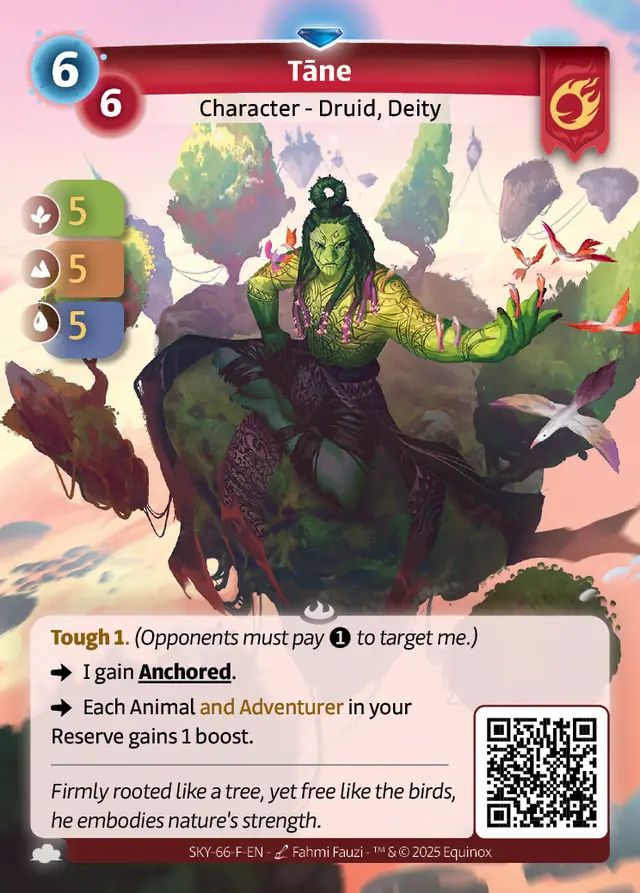 6
Tāne
6
Character - Druid, Deity
5
5
5
Tough 1. (Opponents must pay 1 to target me.)
I gain Anchored.
Each Animal and Adventurer in your
Reserve gains 1 boost.
Firmly rooted like a tree, yet free like the birds,
he embodies nature's strength.
SKY-66-F-EN - Fahmi Fauzi - ™ & © 2025 Equinox